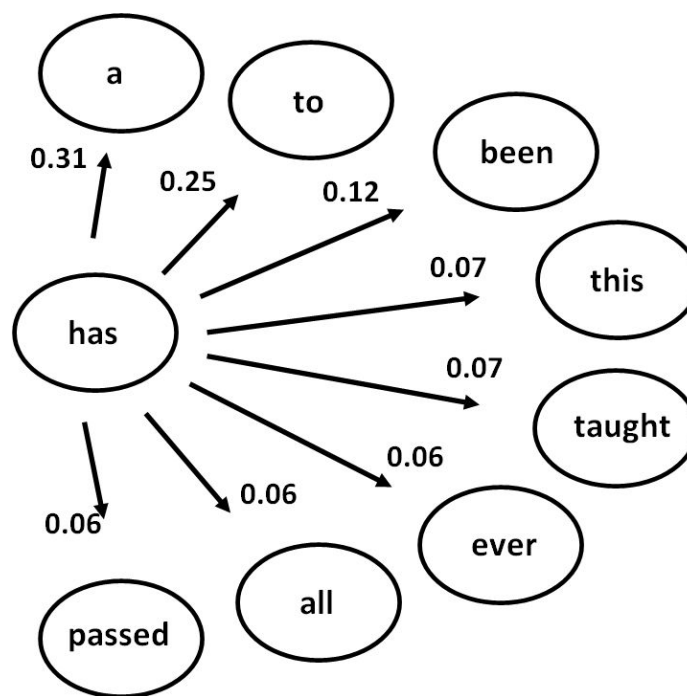 a
to
been
0.31
0.25
0.12
0.07
this
has
0.07
taught
0.06
0.06
0.06
ever
all
passed